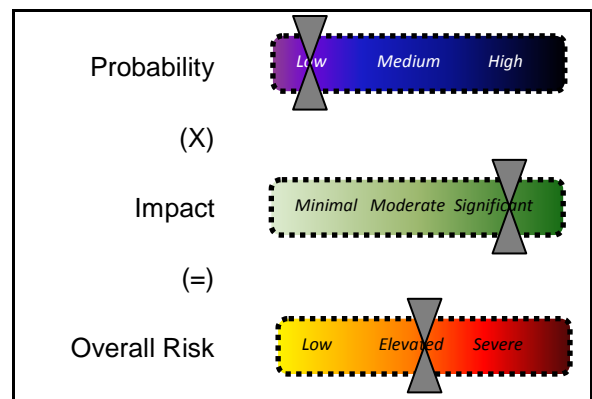 Probability Low Medium High
(X)
Impact Minimal Moderate Significant
(=)
Overall Risk Low Elevated Severe